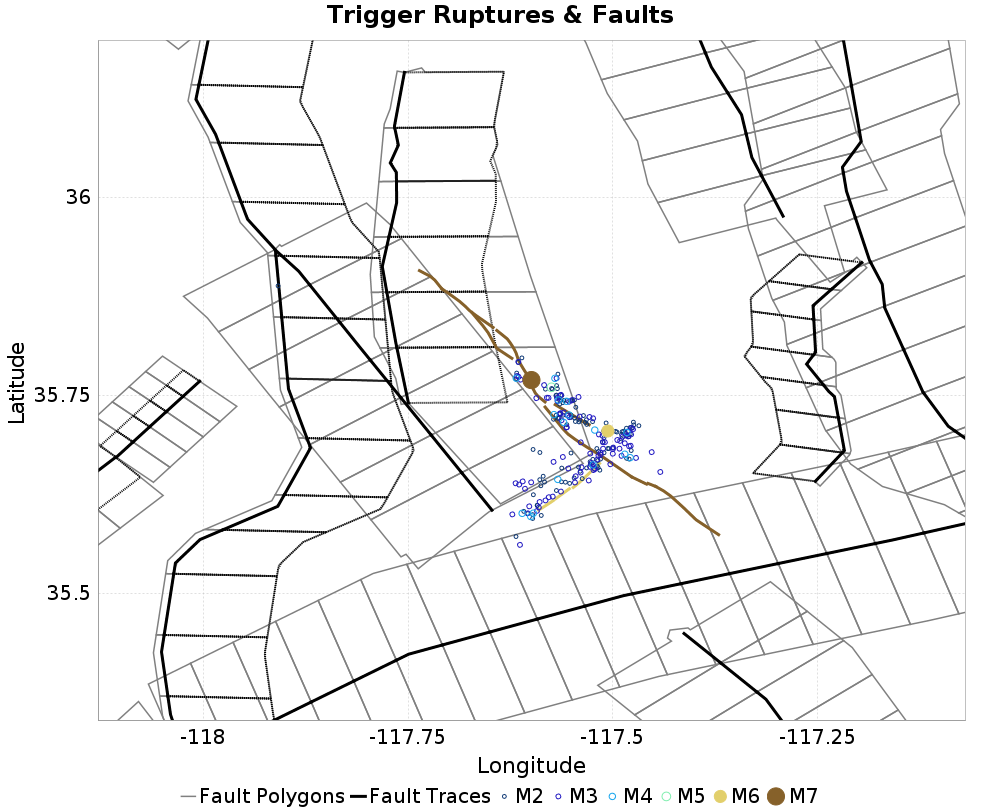 Trigger Ruptures & Faults
Latitude
36
35.75
35.5
-118 -117.75 -117.5 -117.25
Longitude
Fault Polygons Fault Traces M2 M3 M4 M5 M6 M7